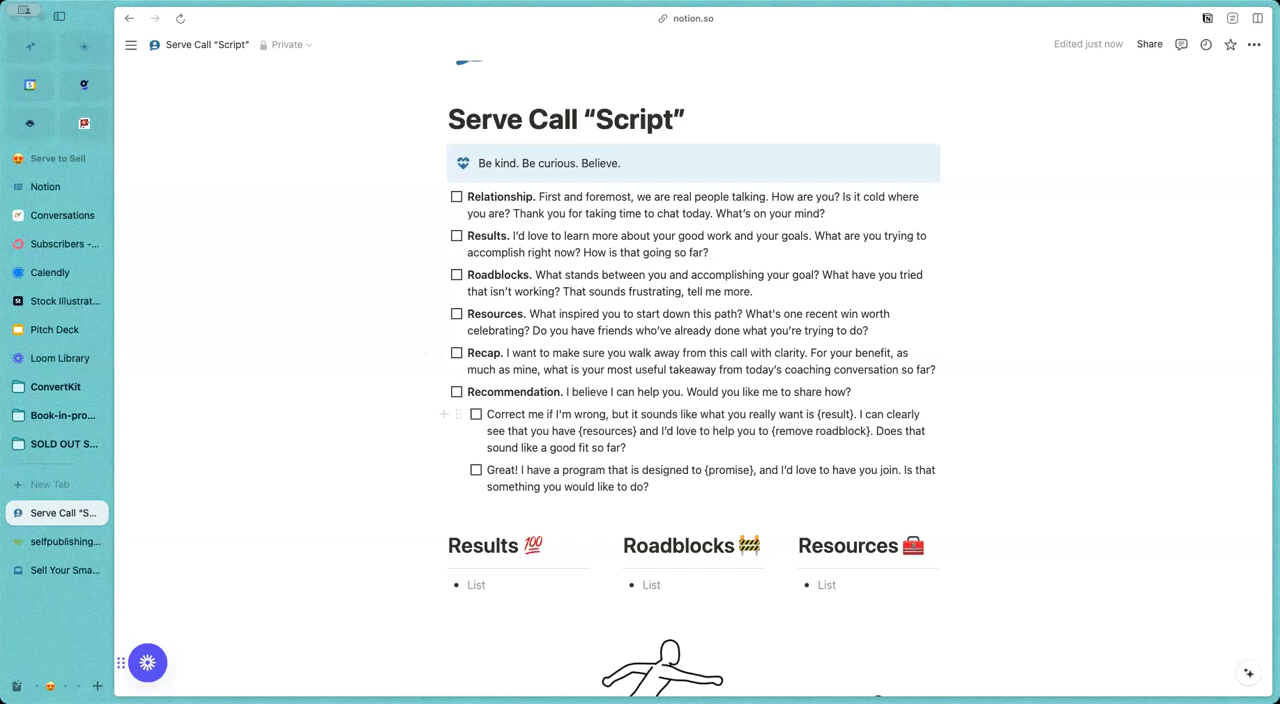 notion.so
Serve Call “Script”
Private
Edited just now
Share
Serve to Sell
Notion
Conversations
Subscribers -...
Calendly
Stock Illustrat...
Pitch Deck
Loom Library
ConvertKit
Book-in-pro...
SOLD OUT S...
New Tab
Serve Call “S...
selfpublishing...
Sell Your Sma...
Serve Call “Script”
Be kind. Be curious. Believe.
Relationship. First and foremost, we are real people talking. How are you? Is it cold where
you are? Thank you for taking time to chat today. What’s on your mind?
Results. I’d love to learn more about your good work and your goals. What are you trying to
accomplish right now? How is that going so far?
Roadblocks. What stands between you and accomplishing your goal? What have you tried
that isn’t working? That sounds frustrating, tell me more.
Resources. What inspired you to start down this path? What's one recent win worth
celebrating? Do you have friends who’ve already done what you’re trying to do?
Recap. I want to make sure you walk away from this call with clarity. For your benefit, as
much as mine, what is your most useful takeaway from today’s coaching conversation so far?
Recommendation. I believe I can help you. Would you like me to share how?
Correct me if I'm wrong, but it sounds like what you really want is {result}. I can clearly
see that you have {resources} and I’d love to help you to {remove roadblock}. Does that
sound like a good fit so far?
Great! I have a program that is designed to {promise}, and I’d love to have you join. Is that
something you would like to do?
Results 💯
Roadblocks 🚧
Resources 🧰
List
List
List